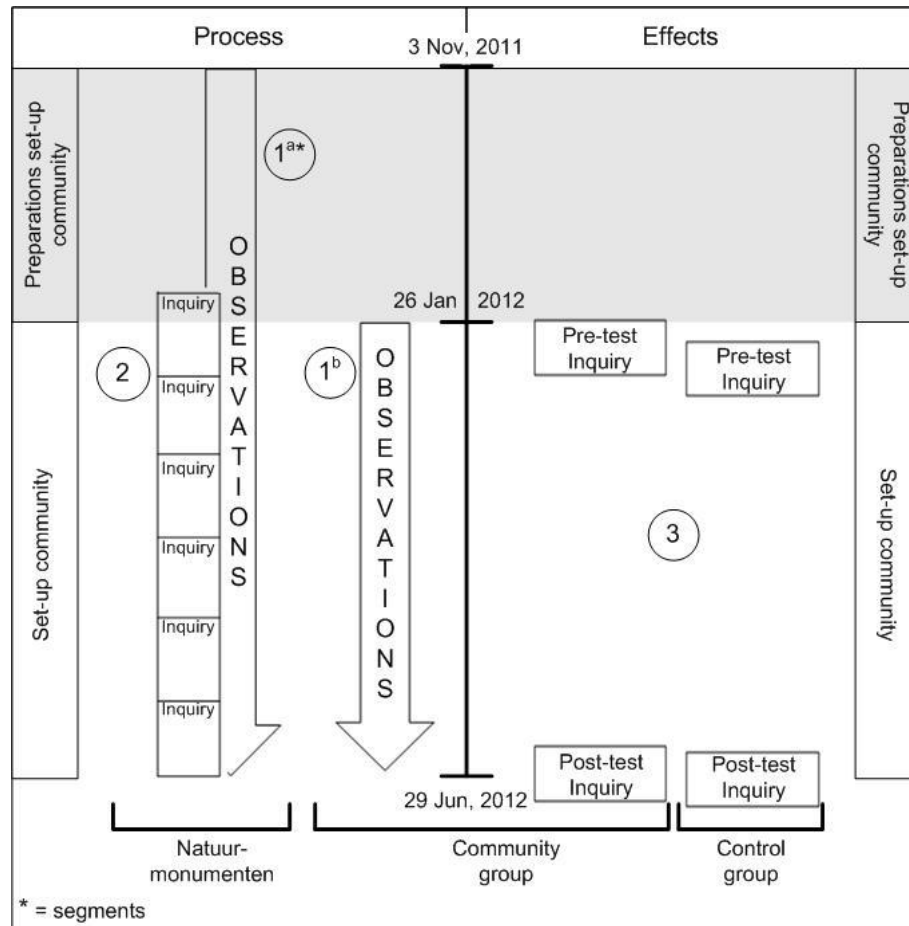 Process
Effects
3 Nov, 2011
Preparations set-up
community
1a*
Preparations set-up
community
OBSERVATIONS
26 Jan 2012
Inquiry
Inquiry
Inquiry
Inquiry
Inquiry
Inquiry
2
1b
OBSERVATIONS
Pre-test
Inquiry
Pre-test
Inquiry
Set-up community
3
Set-up community
Post-test
Inquiry
Post-test
Inquiry
29 Jun, 2012
Natuur-
monumenten
Community
group
Control
group
* = segments